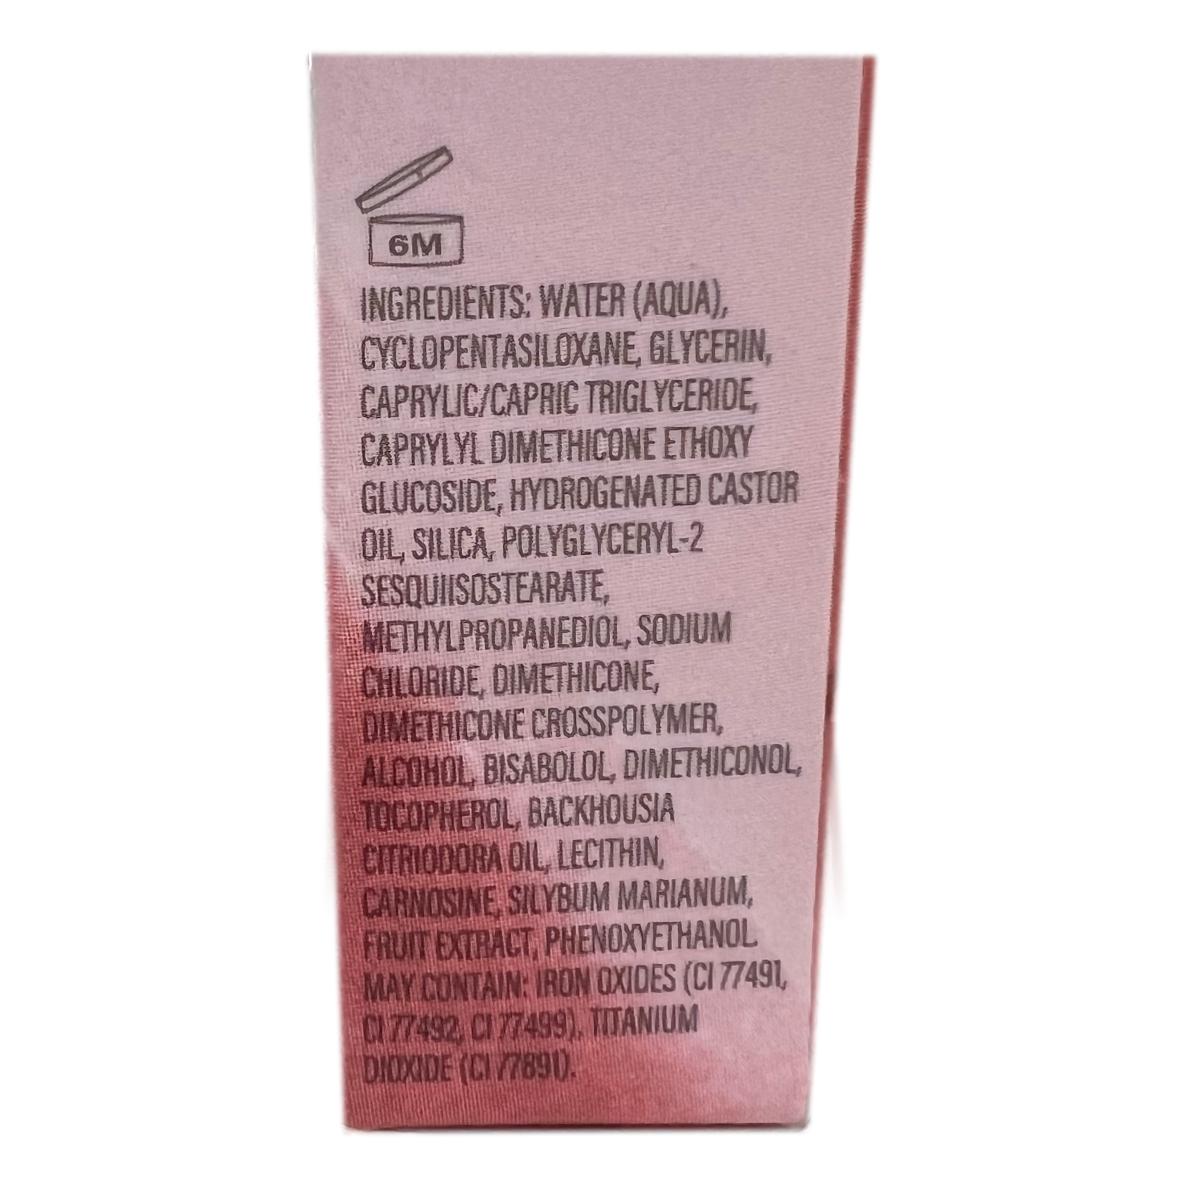 6M
INGREDIENTS: WATER (AQUA),
CYCLOPENTASILOXANE, GLYCERIN,
CAPRYLIC/CAPRIC TRIGLYCERIDE,
CAPRYLYL DIMETHICONE ETHOXY
GLUCOSIDE, HYDROGENATED CASTOR
OIL, SILICA, POLYGLYCERYL-2
SESQUIISOSTEARATE,
METHYLPROPANEDIOL, SODIUM
CHLORIDE, DIMETHICONE,
DIMETHICONE CROSSPOLYMER,
ALCOHOL, BISABOLOL, DIMETHICONOL,
TOCOPHEROL, BACKHOUSIA
CITRIODORA OIL, LECITHIN,
CARNOSINE, SILYBUM MARIANUM,
FRUIT EXTRACT, PHENOXYETHANOL.
MAY CONTAIN: IRON OXIDES (CI 77491,
CI 77492, CI 77499), TITANIUM
DIOXIDE (CI 77891).